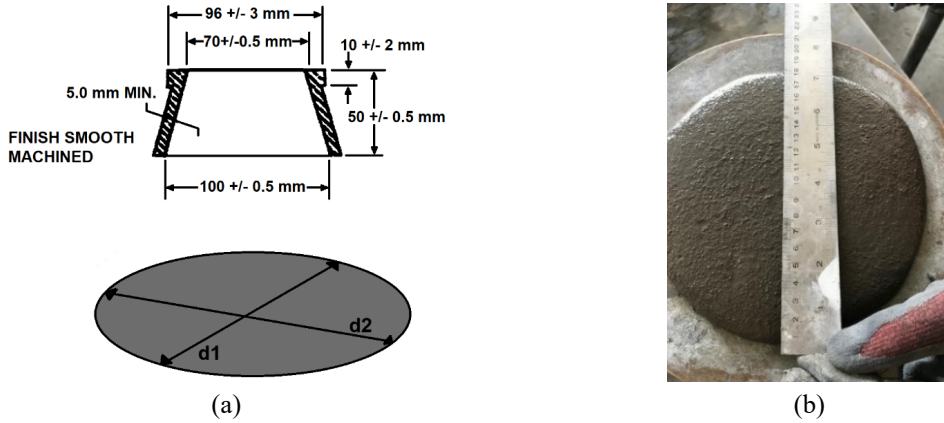 96 +/- 3 mm
70+/-0.5 mm
10 +/- 2 mm
5.0 mm MIN.
50 +/- 0.5 mm
FINISH SMOOTH
MACHINED
100 +/- 0.5 mm
d2
d1
(a)
(b)